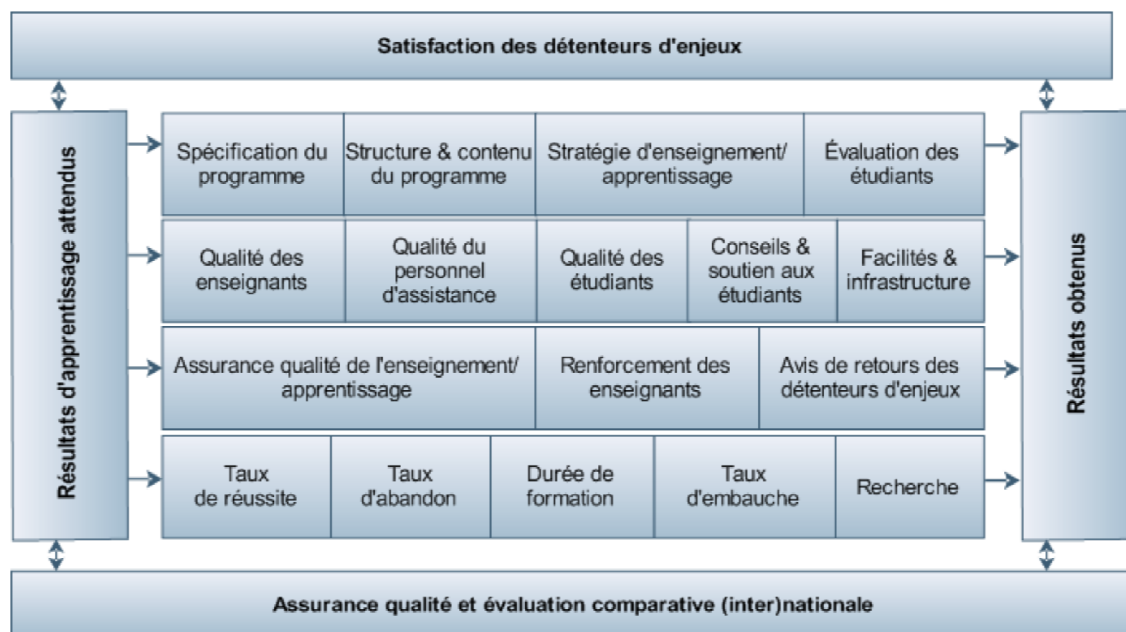 Satisfaction des détenteurs d'enjeux
Résultats d'apprentissage attendus
Spécification du
programme
Structure & contenu
du programme
Stratégie d'enseignement/
apprentissage
Évaluation des
étudiants
Qualité des
enseignants
Qualité du
personnel
d'assistance
Qualité des
étudiants
Conseils &
soutien aux
étudiants
Facilités &
infrastructure
Assurance qualité de l'enseignement/
apprentissage
Renforcement des
enseignants
Avis de retours des
détenteurs d'enjeux
Taux
de réussite
Taux
d'abandon
Durée de
formation
Taux
d'embauche
Recherche
Résultats obtenus
Assurance qualité et évaluation comparative (inter)nationale